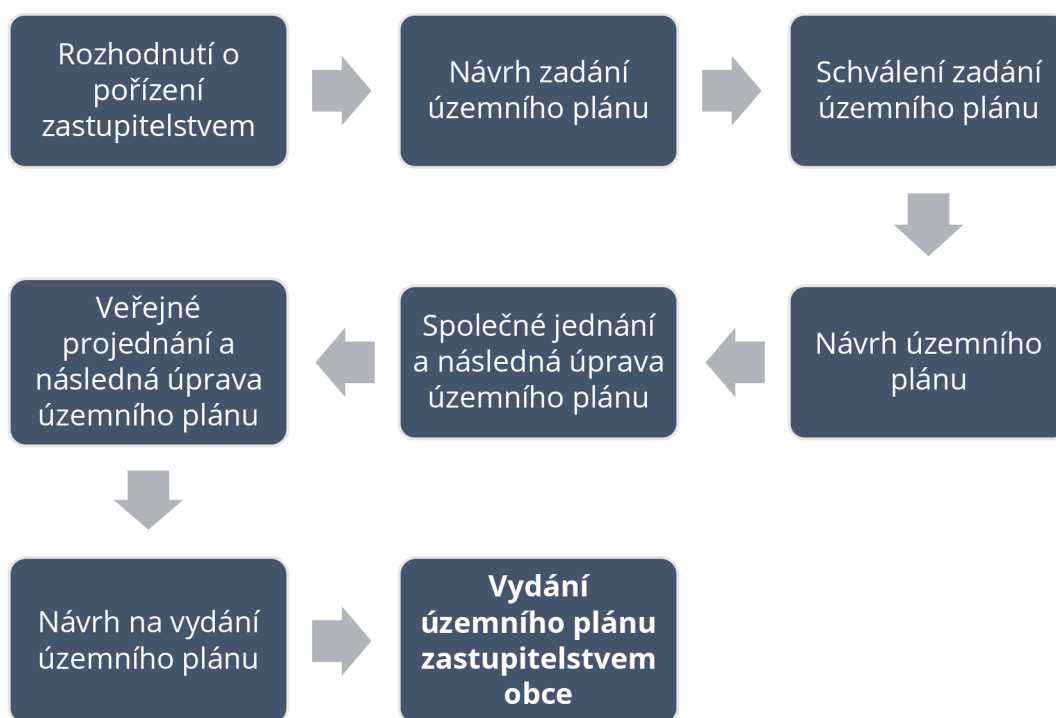 Rozhodnutí o
pořízení
zastupitelstvem
Návrh zadání
územního plánu
Schválení zadání
územního plánu
Návrh územního
plánu
Společné jednání
a následná úprava
územního plánu
Veřejné
projednání a
následná úprava
územního plánu
Návrh na vydání
územního plánu
Vydání
územního plánu
zastupitelstvem
obce